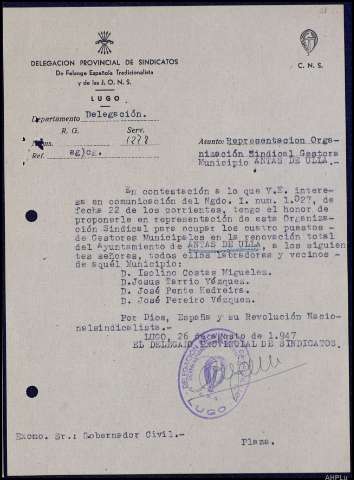 DELEGACION PROVINCIAL DE SINDICATOS
De Falange Española Tradicionalista
y de las J. O. N. S.
LUGO
C. N. S.
Departamento Delegación.
R. G. Serv.
Núm.
Ref. ag/cg.
Asunto: Representacion Orga-
nización Sindical Gestora
Municipio ANTAS DE ULLA.
En contestación a lo que V.E. intere-
sa en comunicación del Ngdo. I. num. 1.027, de
fecha 22 de los corrientes, tengo el honor de
proponerle en representación de esta Organiza-
ción Sindical para ocupar los cuatro puestos
de Gestores Municipales en la renovación total
del Ayuntamiento de ANTAS DE ULLA, a los siguien-
tes señores, todos ellos labradores y vecinos
de aquél Municipio:
D. Isolino Costas Migueles.
D. Jesus Tarrio Vázquez.
D. José Pente Hedreira.
D. José Pereiro Vázquez.
Por Dios, España y su Revolución Nacio-
nalsindicalista.
LUGO, 26 de agosto de 1.947
EL DELEGADO PROVINCIAL DE SINDICATOS.
LUGO
Excmo. Sr.: Gobernador Civil.-
Plaza.
AHPLu